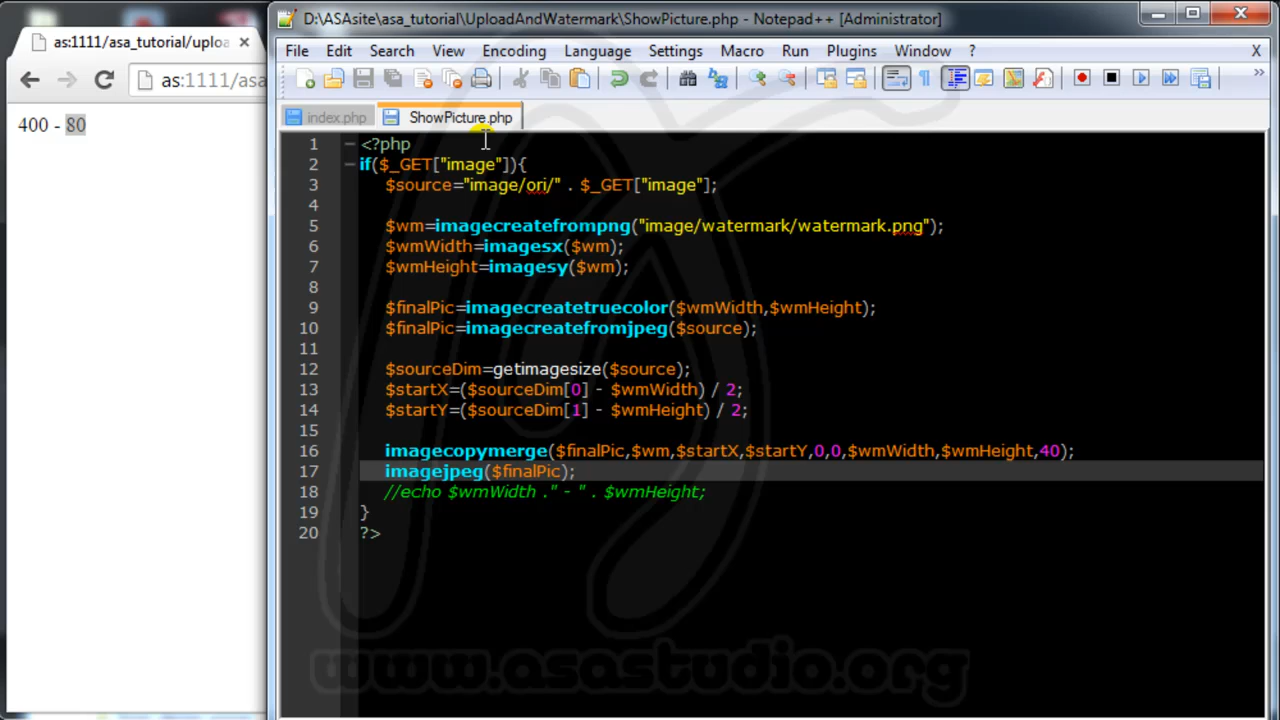 as:1111/asa_tutorial/uploa
as:1111/asa
400 - 80
D:\ASAsite\asa_tutorial\UploadAndWatermark\ShowPicture.php - Notepad++ [Administrator]
File Edit Search View Encoding Language Settings Macro Run Plugins Window ? X
index.php ShowPicture.php
1 <?php
2 if($_GET["image"]){
3 $source="image/ori/" . $_GET["image"];
4
5 $wm=imagecreatefrompng("image/watermark/watermark.png");
6 $wmWidth=imagesx($wm);
7 $wmHeight=imagesy($wm);
8
9 $finalPic=imagecreatetruecolor($wmWidth,$wmHeight);
10 $finalPic=imagecreatefromjpeg($source);
11
12 $sourceDim=getimagesize($source);
13 $startX=($sourceDim[0] - $wmWidth) / 2;
14 $startY=($sourceDim[1] - $wmHeight) / 2;
15
16 imagecopymerge($finalPic,$wm,$startX,$startY,0,0,$wmWidth,$wmHeight,40);
17 imagejpeg($finalPic);
18 //echo $wmWidth ." - " . $wmHeight;
19 }
20 ?>
www.asastudio.org